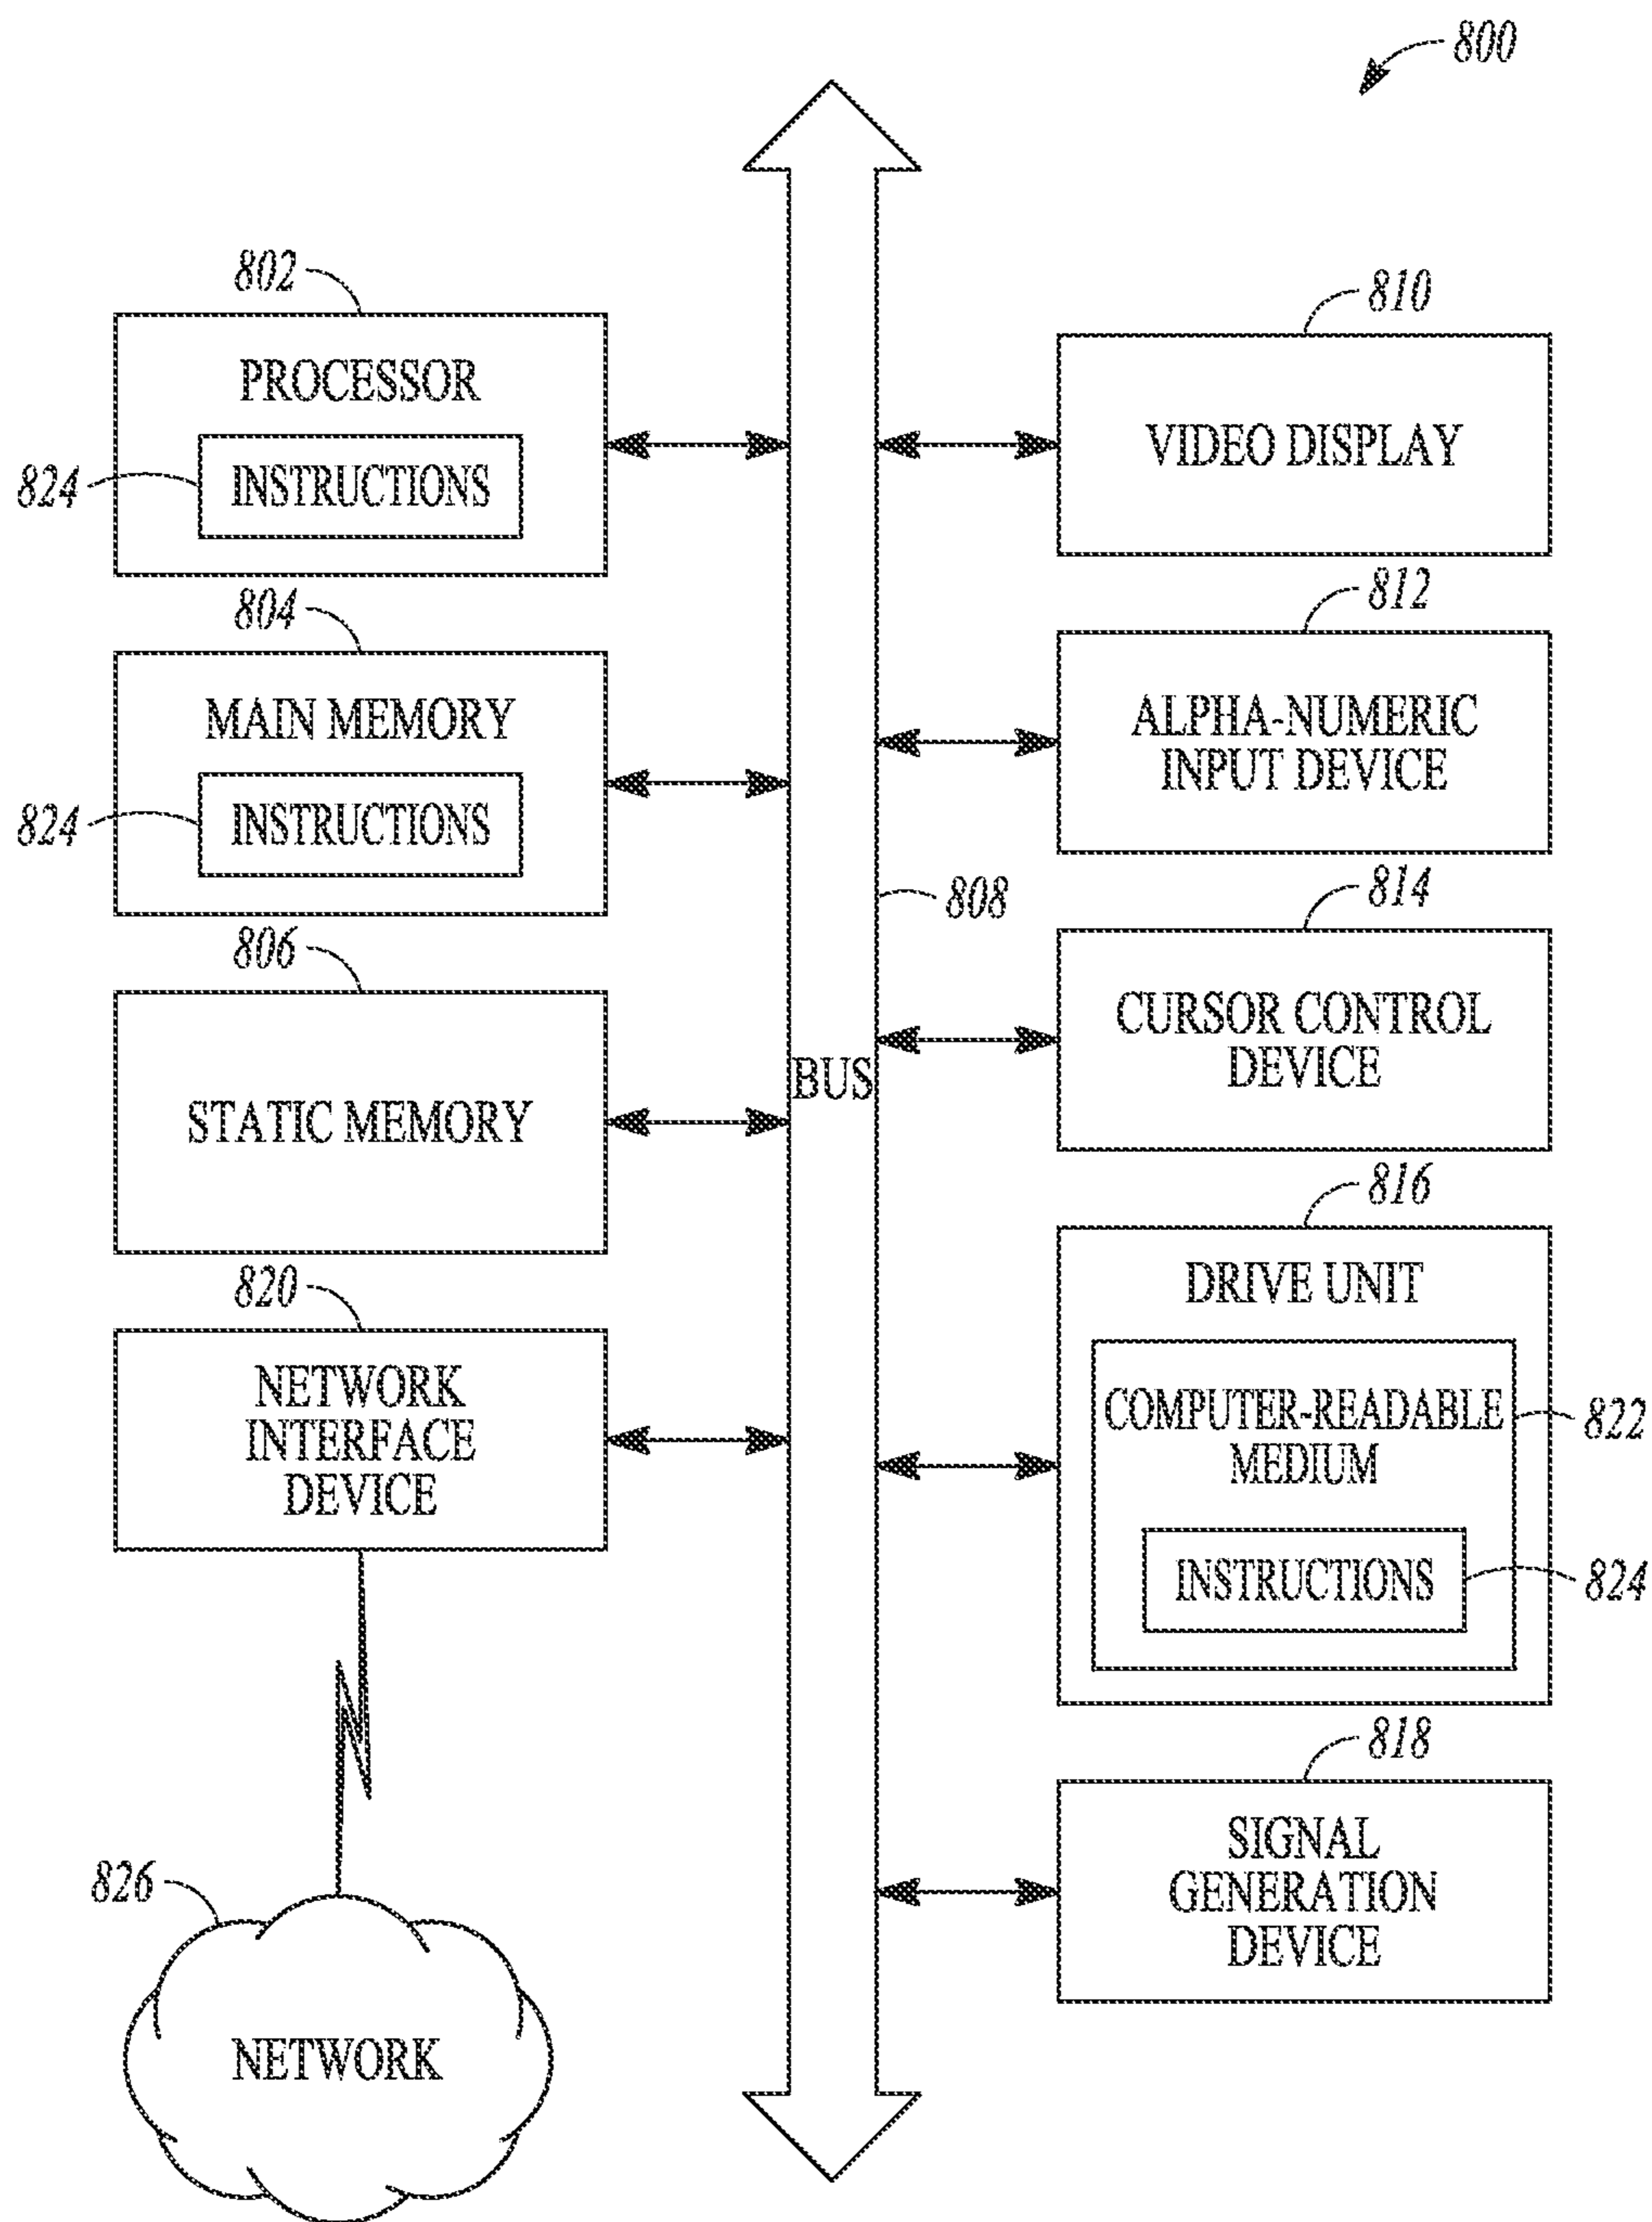 800
802
PROCESSOR
824
INSTRUCTIONS
804
MAIN MEMORY
824
INSTRUCTIONS
806
STATIC MEMORY
820
NETWORK
INTERFACE
DEVICE
826
NETWORK
BUS
808
810
VIDEO DISPLAY
812
ALPHA-NUMERIC
INPUT DEVICE
814
CURSOR CONTROL
DEVICE
816
DRIVE UNIT
COMPUTER-READABLE
MEDIUM
822
INSTRUCTIONS
824
818
SIGNAL
GENERATION
DEVICE